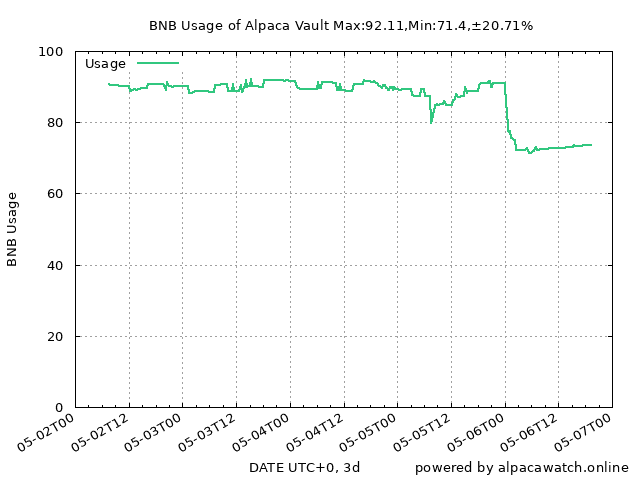 BNB Usage of Alpaca Vault Max:92.11,Min:71.4,±20.71%
Usage
BNB Usage
100
80
60
40
20
0
05-02T00
05-02T12
05-03T00
05-03T12
05-04T00
05-04T12
05-05T00
05-05T12
05-06T00
05-06T12
05-07T00
DATE UTC+0, 3d
powered by alpacawatch.online